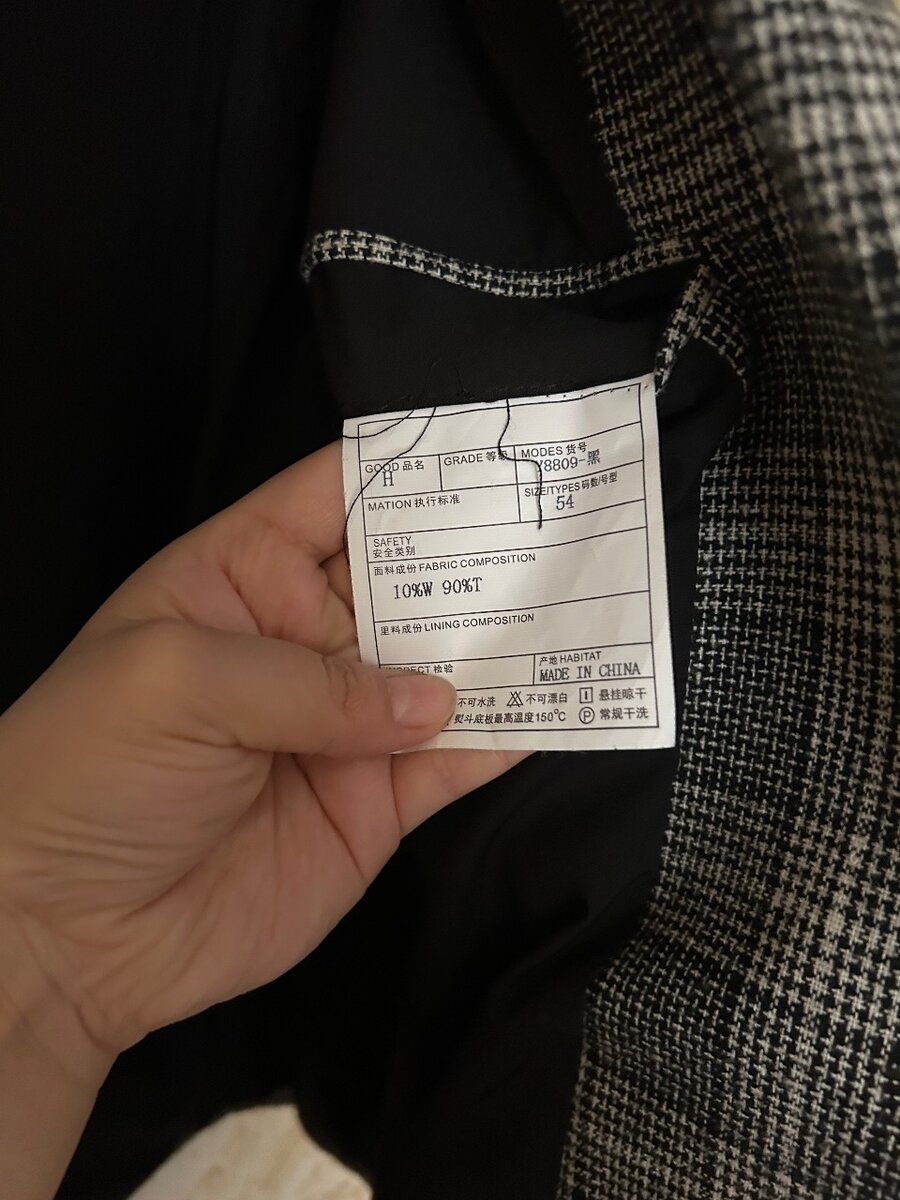 GOOD 品名
H
GRADE 等级
MODES 货号
Y8809-黑
MATION 执行标准
SIZE/TYPES 码数/号型
54
SAFETY
安全类别
面料成份 FABRIC COMPOSITION
10%W 90%T
里料成份 LINING COMPOSITION
检验
产地 HABITAT
MADE IN CHINA
不可水洗 不可漂白 悬挂晾干
熨斗底板最高温度150℃ P 常规干洗